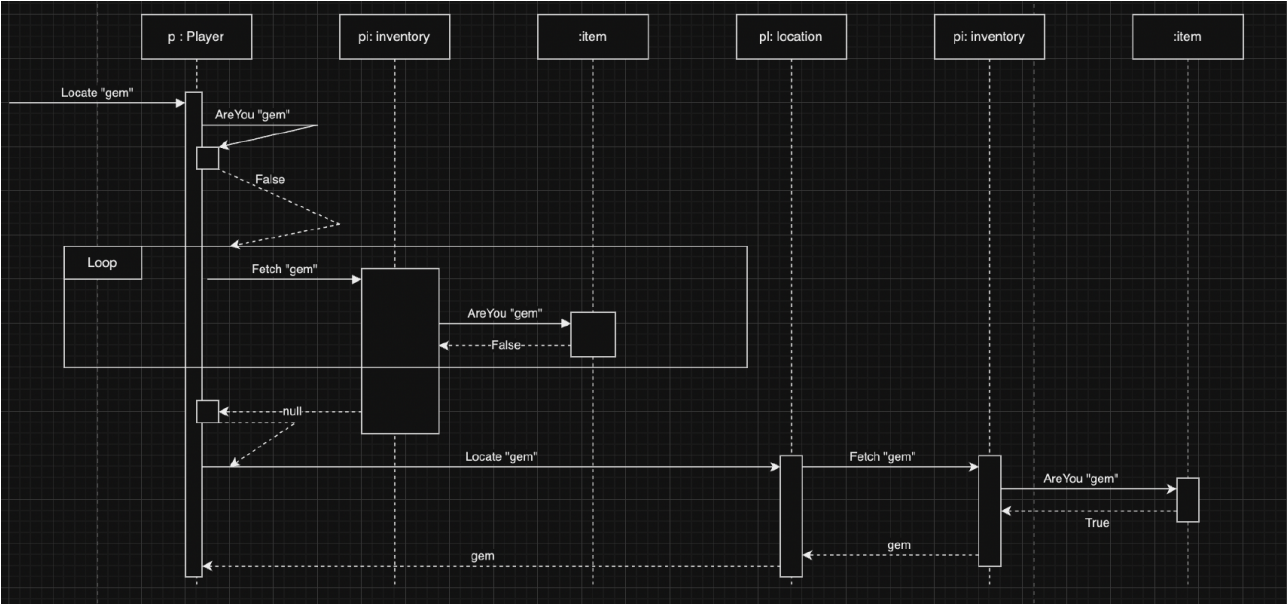 p : Player
pi: inventory
:item
pl: location
pi: inventory
:item
Locate "gem"
AreYou "gem"
False
Loop
Fetch "gem"
AreYou "gem"
False
null
Locate "gem"
Fetch "gem"
AreYou "gem"
True
gem
gem